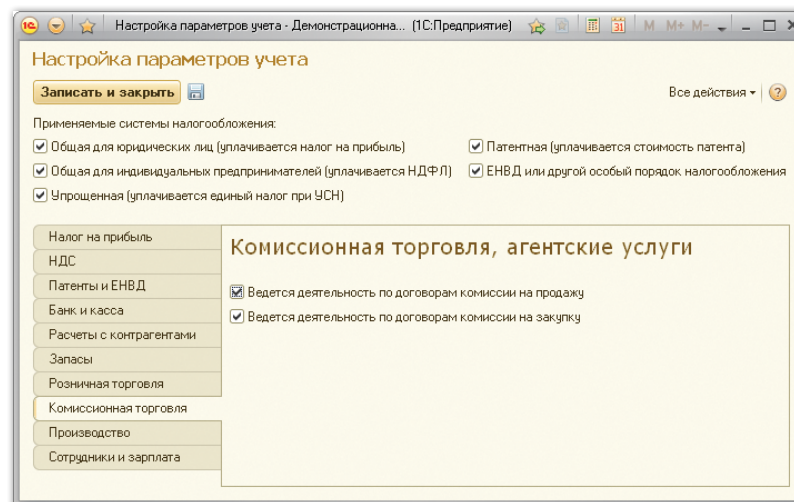 1С Настройка параметров учета - Демонстрационна... (1С:Предприятие) 31 M M+ M-
Настройка параметров учета
Записать и закрыть Все действия ?
Применяемые системы налогообложения:
Общая для юридических лиц (уплачивается налог на прибыль) Патентная (уплачивается стоимость патента)
Общая для индивидуальных предпринимателей (уплачивается НДФЛ) ЕНВД или другой особый порядок налогообложения
Упрощенная (уплачивается единый налог при УСН)
Налог на прибыль
НДС
Патенты и ЕНВД
Банк и касса
Расчеты с контрагентами
Запасы
Розничная торговля
Комиссионная торговля
Производство
Сотрудники и зарплата
Комиссионная торговля, агентские услуги
Ведется деятельность по договорам комиссии на продажу
Ведется деятельность по договорам комиссии на закупку